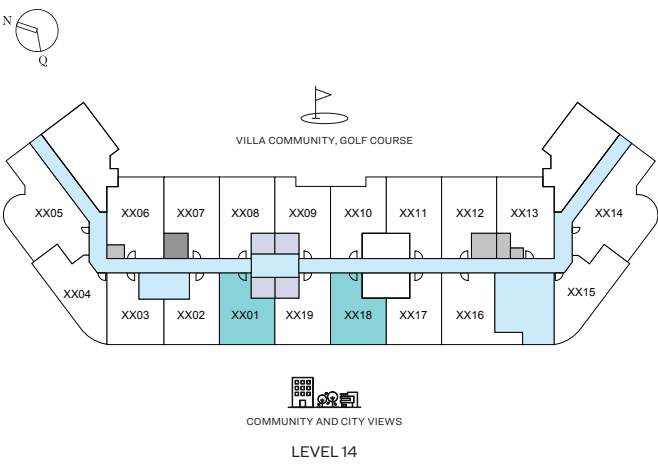 N
Q
VILLA COMMUNITY, GOLF COURSE
XX05
XX06
XX07
XX08
XX09
XX10
XX11
XX12
XX13
XX14
XX04
XX03
XX02
XX01
XX19
XX18
XX17
XX16
XX15
COMMUNITY AND CITY VIEWS
LEVEL 14